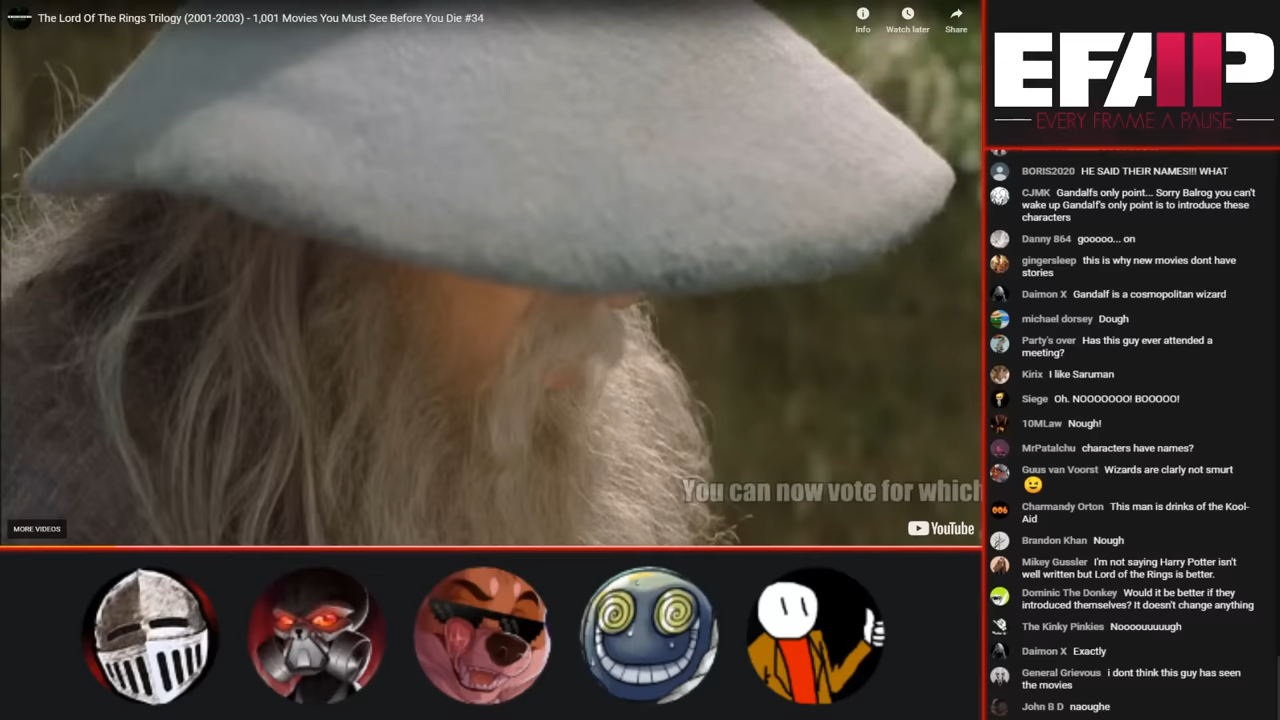 The Lord Of The Rings Trilogy (2001-2003) - 1,001 Movies You Must See Before You Die #34
Info
Watch later
Share
You can now vote for which
MORE VIDEOS
YouTube
EFAP
EVERY FRAME A PAUSE
BORIS2020 HE SAID THEIR NAMES!!! WHAT
CJMK Gandalfs only point... Sorry Balrog you can't
wake up Gandalf's only point is to introduce these
characters
Danny 864 gooooo... on
gingersleep this is why new movies dont have
stories
Daimon X Gandalf is a cosmopolitan wizard
michael dorsey Dough
Party's over Has this guy ever attended a
meeting?
Kirix I like Saruman
Siege Oh. NOOOOOOO! BOOOOO!
10MLaw Nough!
MrPatalchu characters have names?
Guus van Voorst Wizards are clarly not smurt
Charmandy Orton This man is drinks of the Kool-
Aid
Brandon Khan Nough
Mikey Gussler I'm not saying Harry Potter isn't
well written but Lord of the Rings is better.
Dominic The Donkey Would it be better if they
introduced themselves? It doesn't change anything
The Kinky Pinkies Nooooouuuuugh
Daimon X Exactly
General Grievous i dont think this guy has seen
the movies
John B D naoughe